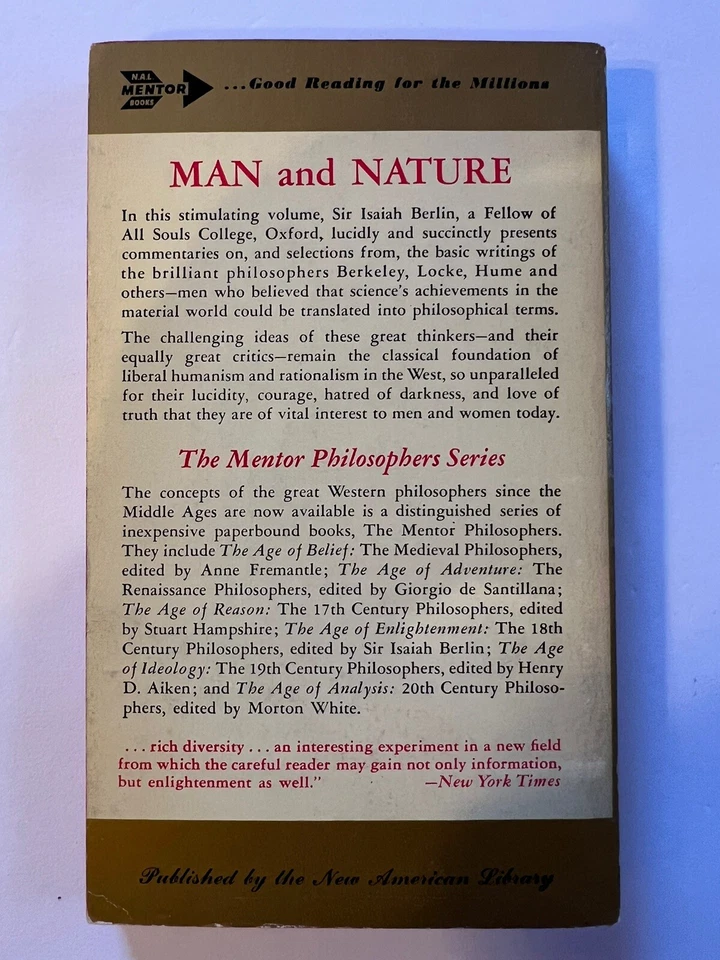 N.A.L
MENTOR
BOOKS
...Good Reading for the Millions
MAN and NATURE
In this stimulating volume, Sir Isaiah Berlin, a Fellow of
All Souls College, Oxford, lucidly and succinctly presents
commentaries on, and selections from, the basic writings of
the brilliant philosophers Berkeley, Locke, Hume and
others—men who believed that science's achievements in the
material world could be translated into philosophical terms.
The challenging ideas of these great thinkers—and their
equally great critics—remain the classical foundation of
liberal humanism and rationalism in the West, so unparalleled
for their lucidity, courage, hatred of darkness, and love of
truth that they are of vital interest to men and women today.
The Mentor Philosophers Series
The concepts of the great Western philosophers since the
Middle Ages are now available is a distinguished series of
inexpensive paperbound books, The Mentor Philosophers.
They include The Age of Belief: The Medieval Philosophers,
edited by Anne Fremantle; The Age of Adventure: The
Renaissance Philosophers, edited by Giorgio de Santillana;
The Age of Reason: The 17th Century Philosophers, edited
by Stuart Hampshire; The Age of Enlightenment: The 18th
Century Philosophers, edited by Sir Isaiah Berlin; The Age
of Ideology: The 19th Century Philosophers, edited by Henry
D. Aiken; and The Age of Analysis: 20th Century Philoso-
phers, edited by Morton White.
... rich diversity ... an interesting experiment in a new field
from which the careful reader may gain not only information,
but enlightenment as well." —New York Times
Published by the New American Library